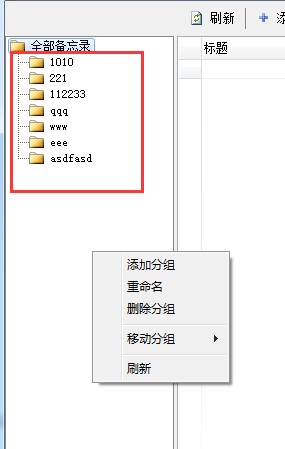 刷新
全部备忘录
标题
1010
221
112233
qqq
www
eee
asdfasd
添加分组
重命名
删除分组
移动分组
刷新